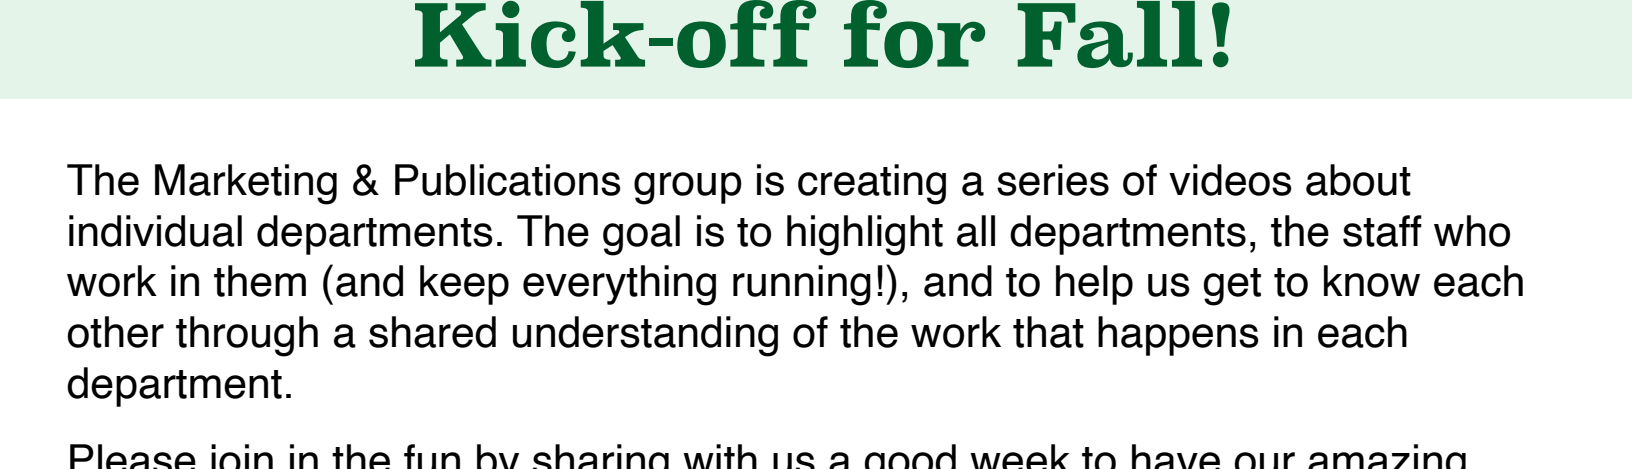 Kick-off for Fall!
The Marketing & Publications group is creating a series of videos about
individual departments. The goal is to highlight all departments, the staff who
work in them (and keep everything running!), and to help us get to know each
other through a shared understanding of the work that happens in each
department.
Please join in the fun by sharing with us a good week to have our amazing